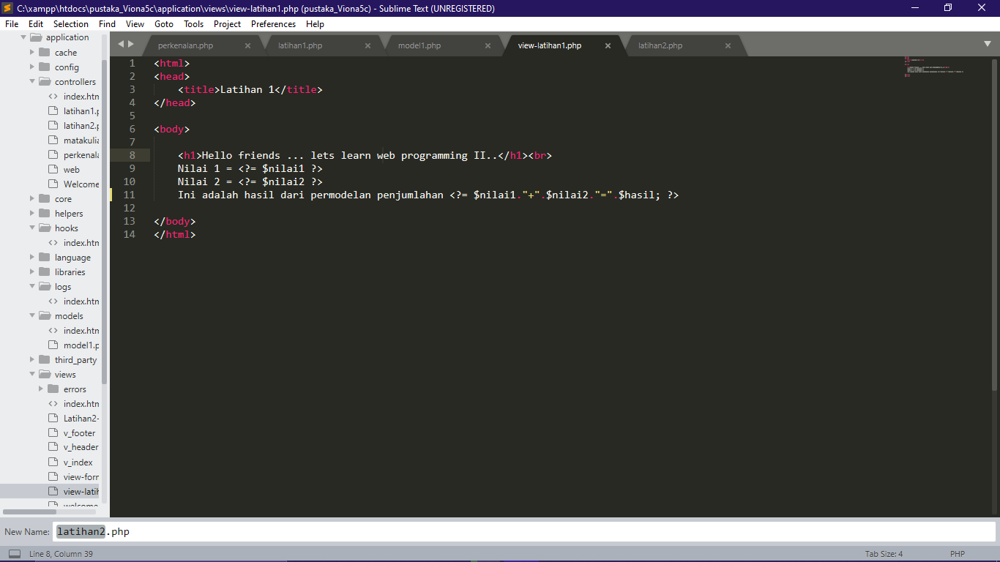 C:\xampp\htdocs\pustaka_Viona5c\application\views\view-latihan1.php (pustaka_Viona5c) - Sublime Text (UNREGISTERED)
File Edit Selection Find View Goto Tools Project Preferences Help
application
cache
config
controllers
index.htm
latihan1.p
latihan2.p
matakulia
perkenala
web
Welcome
core
helpers
hooks
index.htm
language
libraries
logs
index.htm
models
index.htm
model1.p
third_party
views
errors
index.htm
Latihan2-
v_footer
v_header
v_index
view-forr
view-latih
welcome
perkenalan.php latihan1.php model1.php view-latihan1.php latihan2.php
1 <html>
2 <head>
3 <title>Latihan 1</title>
4 </head>
5
6 <body>
7
8 <h1>Hello friends ... lets learn web programming II..</h1><br>
9 Nilai 1 = <?= $nilai1 ?>
10 Nilai 2 = <?= $nilai2 ?>
11 Ini adalah hasil dari permodelan penjumlahan <?= $nilai1."+".$nilai2."=".$hasil; ?>
12
13 </body>
14 </html>
New Name: latihan2.php
Line 8, Column 39 Tab Size: 4 PHP